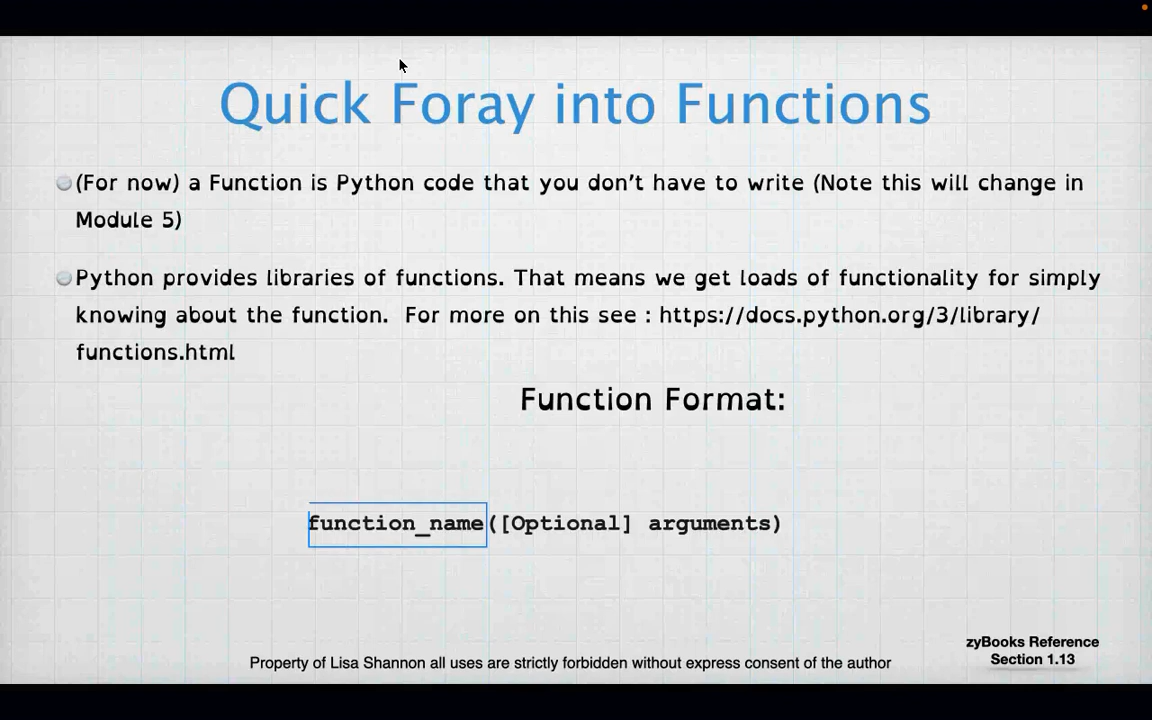 Quick Foray into Functions
(For now) a Function is Python code that you don't have to write (Note this will change in
Module 5)
Python provides libraries of functions. That means we get loads of functionality for simply
knowing about the function.  For more on this see : https://docs.python.org/3/library/
functions.html
Function Format:
function_name([Optional] arguments)
zyBooks Reference
Section 1.13
Property of Lisa Shannon all uses are strictly forbidden without express consent of the author